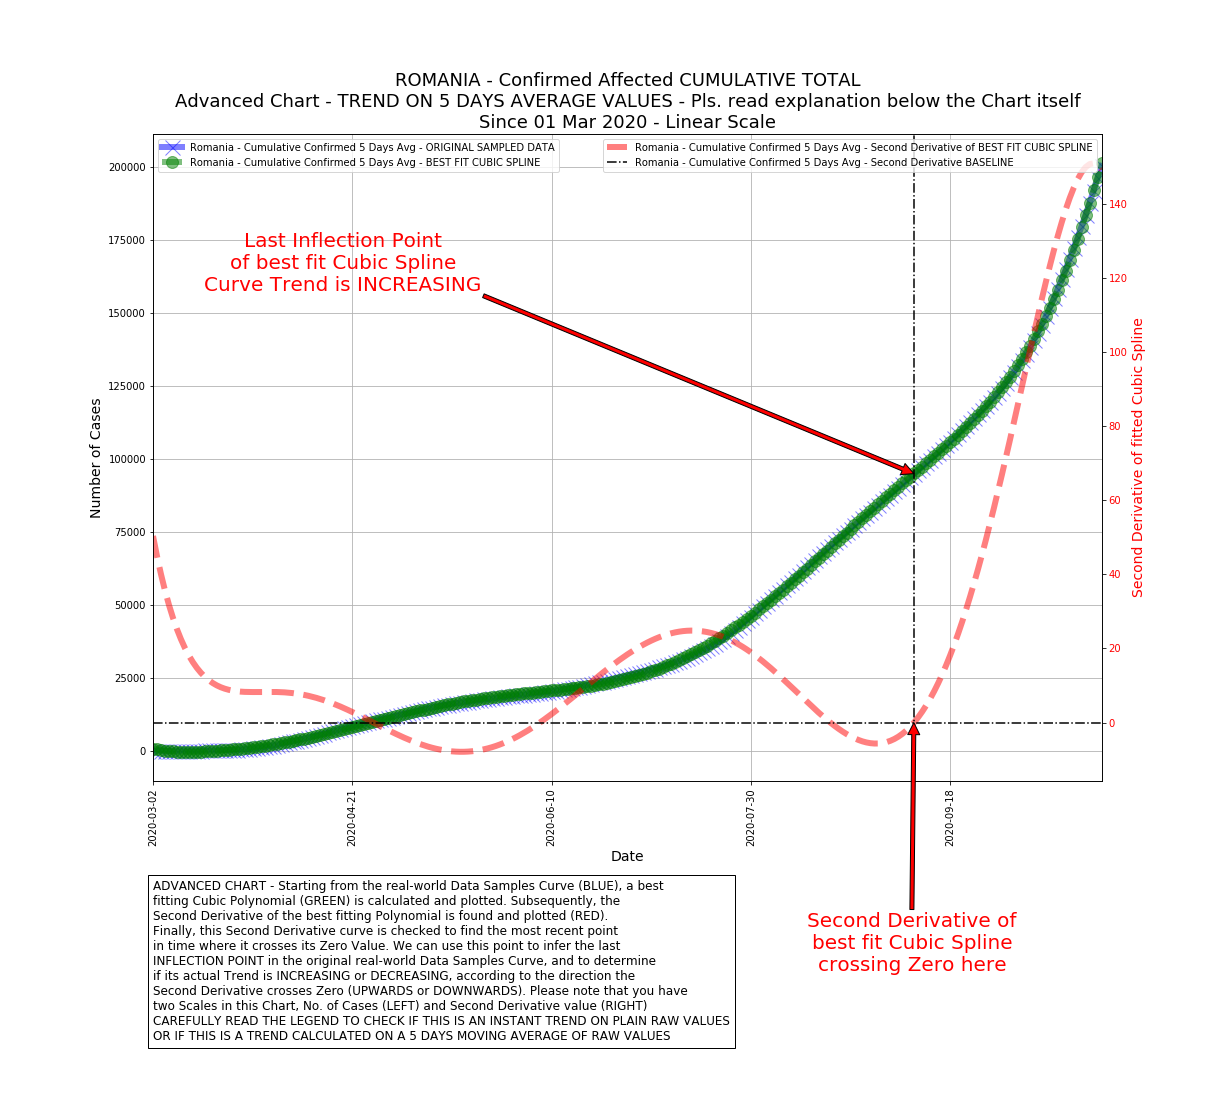 ROMANIA - Confirmed Affected CUMULATIVE TOTAL
Advanced Chart - TREND ON 5 DAYS AVERAGE VALUES - Pls. read explanation below the Chart itself
Since 01 Mar 2020 - Linear Scale
Romania - Cumulative Confirmed 5 Days Avg - ORIGINAL SAMPLED DATA
Romania - Cumulative Confirmed 5 Days Avg - BEST FIT CUBIC SPLINE
Romania - Cumulative Confirmed 5 Days Avg - Second Derivative of BEST FIT CUBIC SPLINE
Romania - Cumulative Confirmed 5 Days Avg - Second Derivative BASELINE
Last Inflection Point
of best fit Cubic Spline
Curve Trend is INCREASING
Number of Cases
200000
175000
150000
125000
100000
75000
50000
25000
0
140
120
100
80
60
40
20
0
Second Derivative of fitted Cubic Spline
2020-03-02
2020-04-21
2020-06-10
2020-07-30
2020-09-18
Date
Second Derivative of
best fit Cubic Spline
crossing Zero here
ADVANCED CHART - Starting from the real-world Data Samples Curve (BLUE), a best
fitting Cubic Polynomial (GREEN) is calculated and plotted. Subsequently, the
Second Derivative of the best fitting Polynomial is found and plotted (RED).
Finally, this Second Derivative curve is checked to find the most recent point
in time where it crosses its Zero Value. We can use this point to infer the last
INFLECTION POINT in the original real-world Data Samples Curve, and to determine
if its actual Trend is INCREASING or DECREASING, according to the direction the
Second Derivative crosses Zero (UPWARDS or DOWNWARDS). Please note that you have
two Scales in this Chart, No. of Cases (LEFT) and Second Derivative value (RIGHT)
CAREFULLY READ THE LEGEND TO CHECK IF THIS IS AN INSTANT TREND ON PLAIN RAW VALUES
OR IF THIS IS A TREND CALCULATED ON A 5 DAYS MOVING AVERAGE OF RAW VALUES